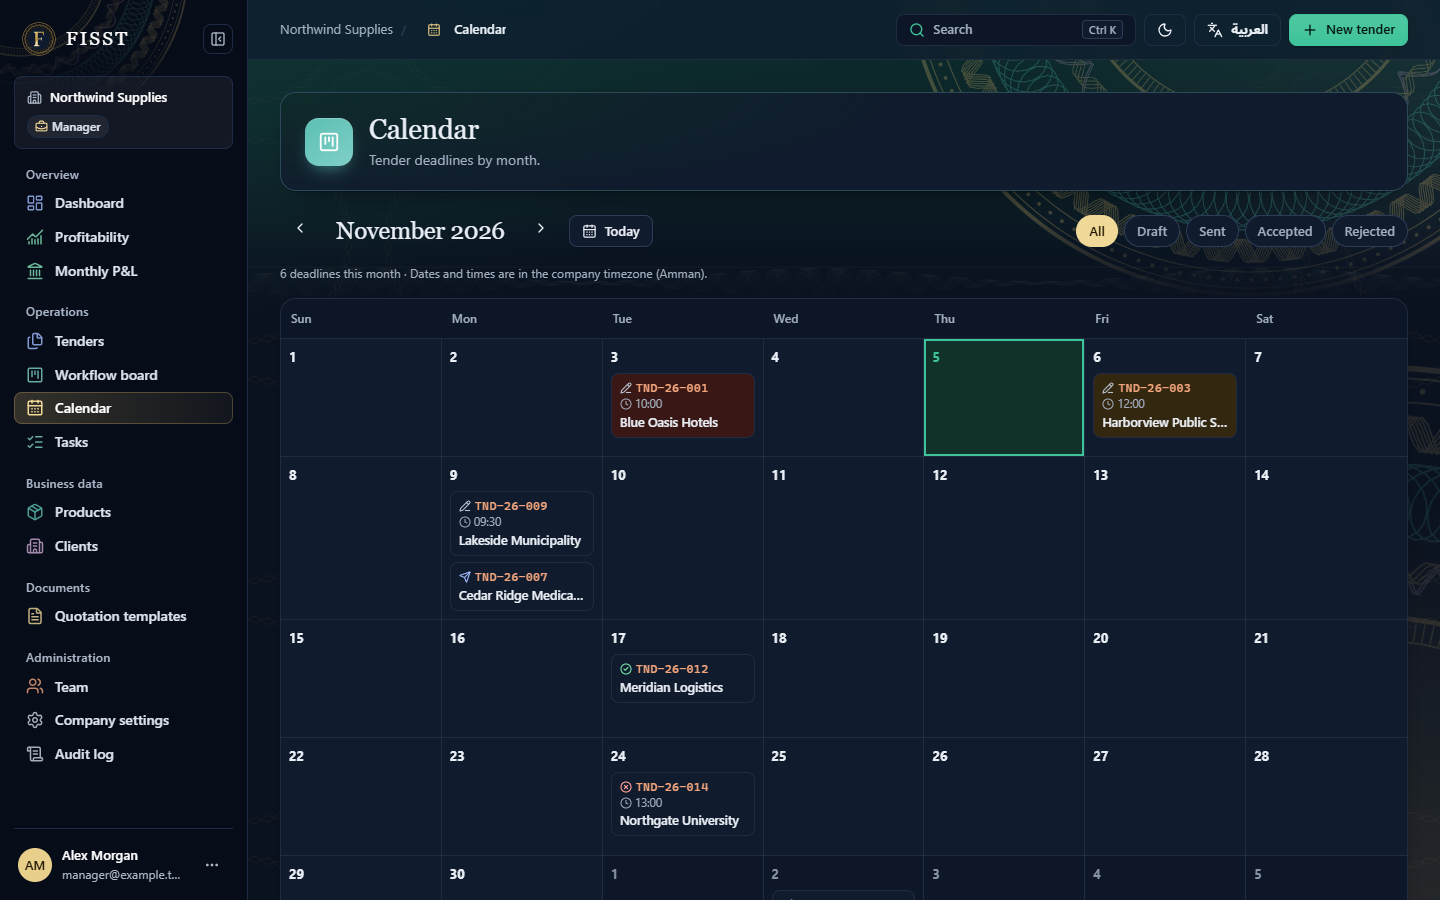 FISST
Northwind Supplies
Manager
Overview
Dashboard
Profitability
Monthly P&L
Operations
Tenders
Workflow board
Calendar
Tasks
Business data
Products
Clients
Documents
Quotation templates
Administration
Team
Company settings
Audit log
AM
Alex Morgan
manager@example.t...
Northwind Supplies / Calendar
Search Ctrl K
العربية
New tender
Calendar
Tender deadlines by month.
November 2026
Today
All Draft Sent Accepted Rejected
6 deadlines this month · Dates and times are in the company timezone (Amman).
Sun Mon Tue Wed Thu Fri Sat
1 2 3 4 5 6 7
TND-26-001
10:00
Blue Oasis Hotels
TND-26-003
12:00
Harborview Public S...
8 9 10 11 12 13 14
TND-26-009
09:30
Lakeside Municipality
TND-26-007
Cedar Ridge Medica...
15 16 17 18 19 20 21
TND-26-012
Meridian Logistics
22 23 24 25 26 27 28
TND-26-014
13:00
Northgate University
29 30 1 2 3 4 5